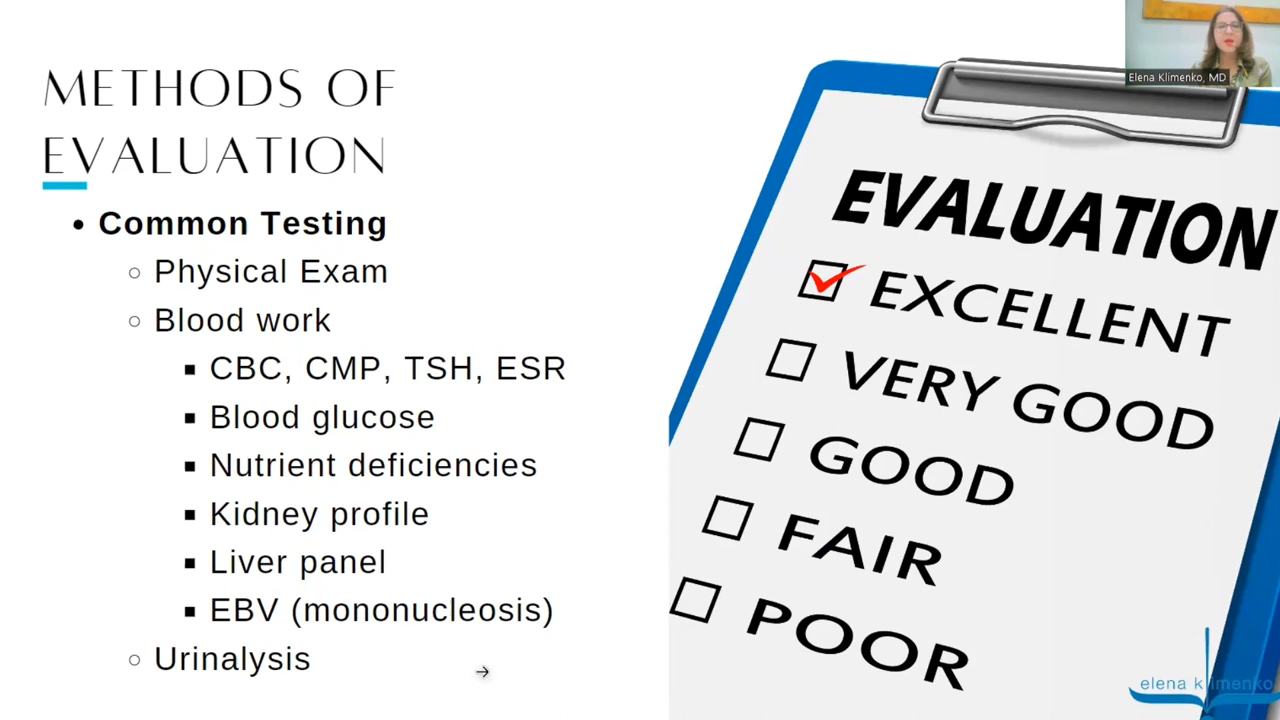 METHODS OF
EVALUATION
• Common Testing
○ Physical Exam
○ Blood work
▪ CBC, CMP, TSH, ESR
▪ Blood glucose
▪ Nutrient deficiencies
▪ Kidney profile
▪ Liver panel
▪ EBV (mononucleosis)
○ Urinalysis
Elena Klimenko, MD
EVALUATION
EXCELLENT
VERY GOOD
GOOD
FAIR
POOR
elena klimenko